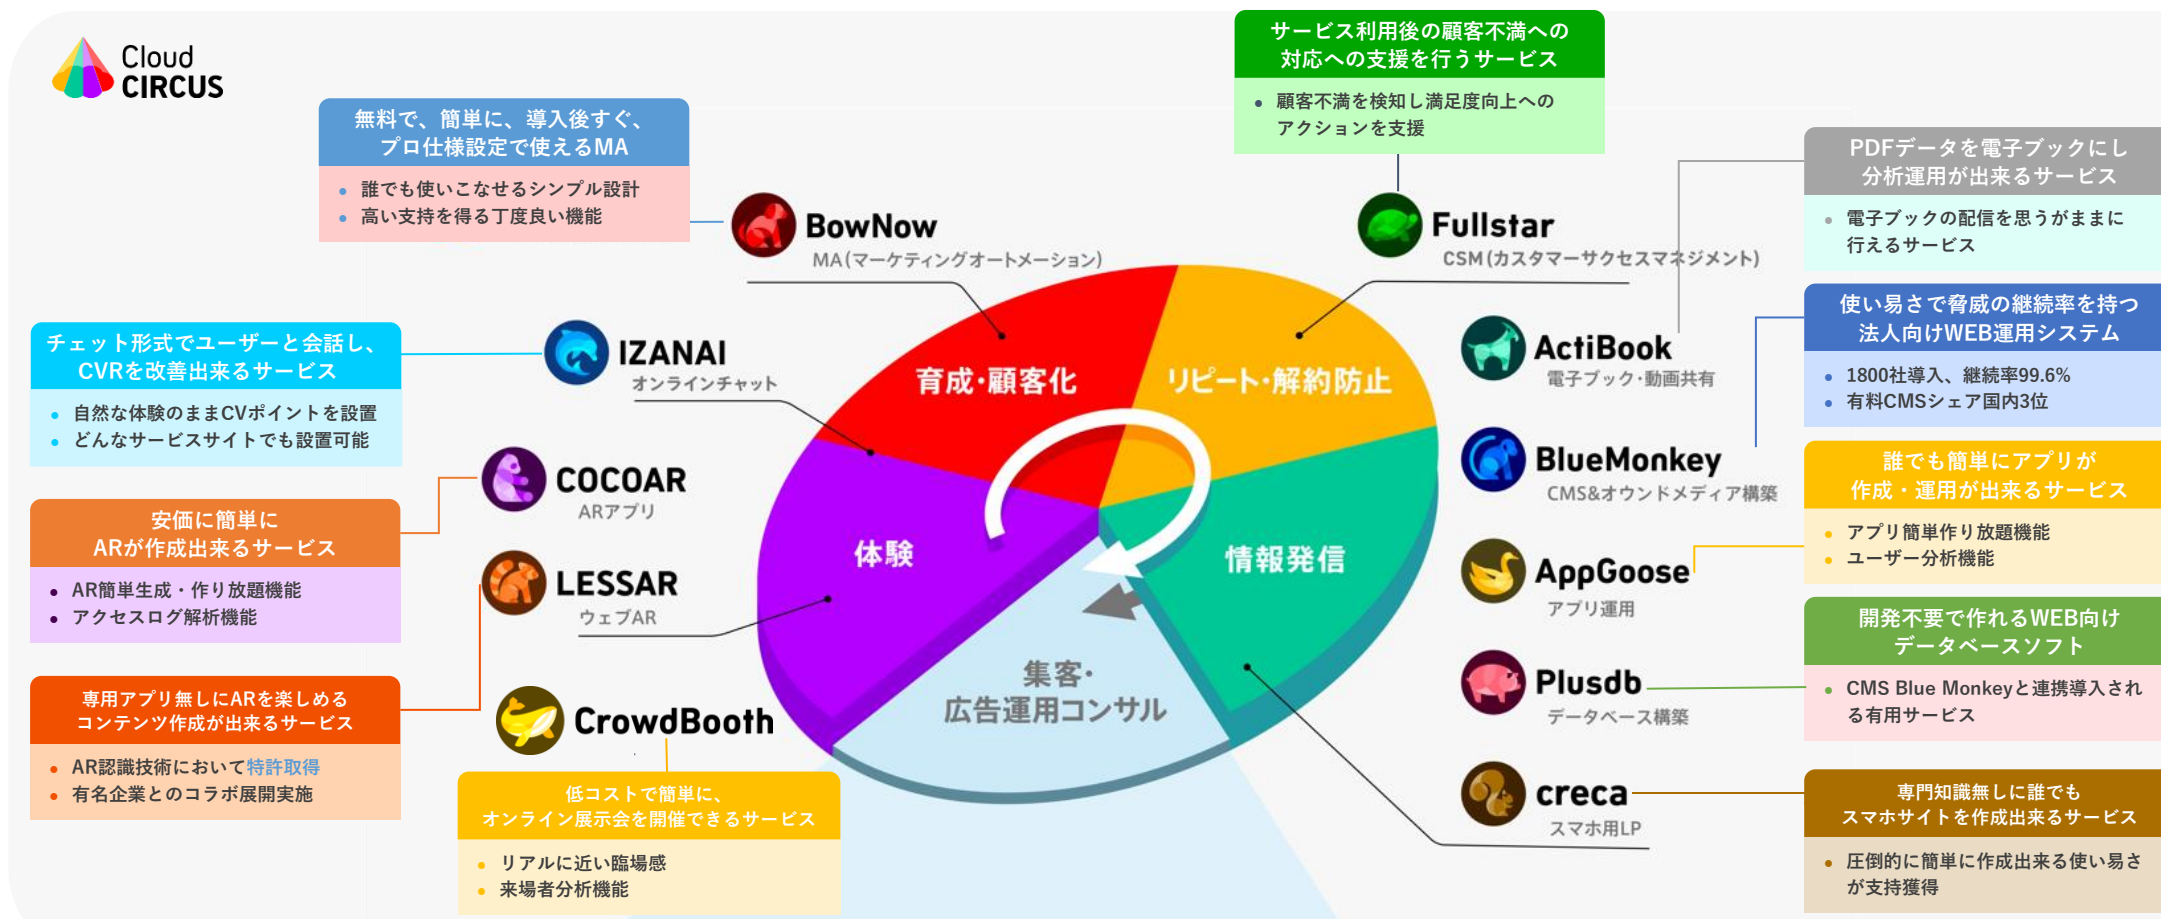 Cloud
CIRCUS
無料で、簡単に、導入後すぐ、
プロ仕様設定で使えるMA
誰でも使いこなせるシンプル設計
高い支持を得る丁度良い機能
BowNow
MA(マーケティングオートメーション)
サービス利用後の顧客不満への
対応への支援を行うサービス
顧客不満を検知し満足度向上への
アクションを支援
Fullstar
CSM(カスタマーサクセスマネジメント)
チェット形式でユーザーと会話し、
CVRを改善出来るサービス
自然な体験のままCVポイントを設置
どんなサービスサイトでも設置可能
IZANAI
オンラインチャット
安価に簡単に
ARが作成出来るサービス
AR簡単生成・作り放題機能
アクセスログ解析機能
COCOAR
ARアプリ
専用アプリ無しにARを楽しめる
コンテンツ作成が出来るサービス
AR認識技術において特許取得
有名企業とのコラボ展開実施
LESSAR
ウェブAR
CrowdBooth
低コストで簡単に、
オンライン展示会を開催できるサービス
リアルに近い臨場感
来場者分析機能
育成・顧客化
リピート・解約防止
体験
情報発信
集客・
広告運用コンサル
ActiBook
電子ブック・動画共有
PDFデータを電子ブックにし
分析運用が出来るサービス
電子ブックの配信を思うがままに
行えるサービス
BlueMonkey
CMS&オウンドメディア構築
使い易さで脅威の継続率を持つ
法人向けWEB運用システム
1800社導入、継続率99.6%
有料CMSシェア国内3位
AppGoose
アプリ運用
誰でも簡単にアプリが
作成・運用が出来るサービス
アプリ簡単作り放題機能
ユーザー分析機能
Plusdb
データベース構築
開発不要で作れるWEB向け
データベースソフト
CMS Blue Monkeyと連携導入され
る有用サービス
creca
スマホ用LP
専門知識無しに誰でも
スマホサイトを作成出来るサービス
圧倒的に簡単に作成出来る使い易さ
が支持獲得